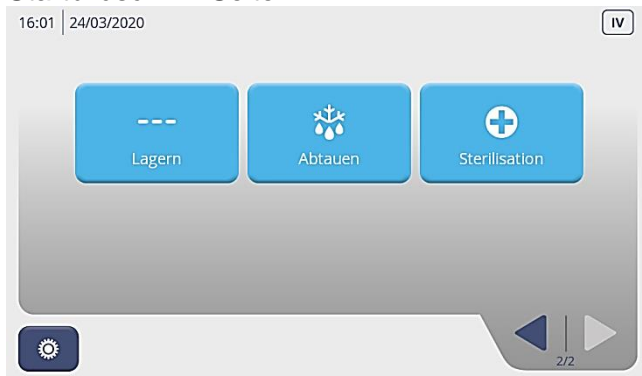 16:01 24/03/2020 IV
--- 
Lagern Abtauen Sterilisation
2/2